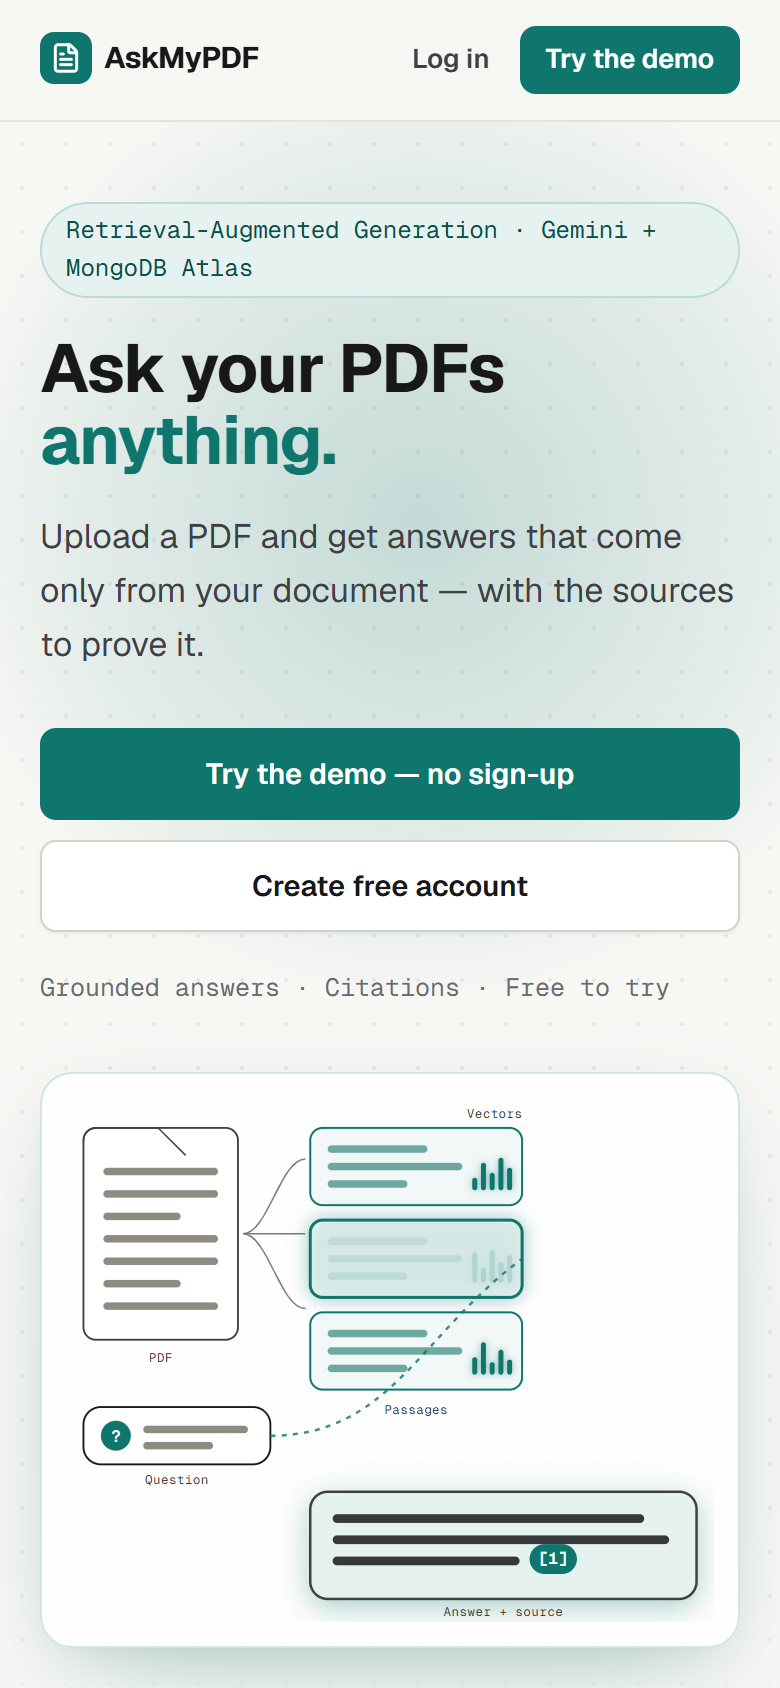 AskMyPDF
Log in
Try the demo
Retrieval-Augmented Generation · Gemini +
MongoDB Atlas
Ask your PDFs
anything.
Upload a PDF and get answers that come
only from your document — with the sources
to prove it.
Try the demo — no sign-up
Create free account
Grounded answers · Citations · Free to try
Vectors
PDF
Passages
?
Question
[1]
Answer + source